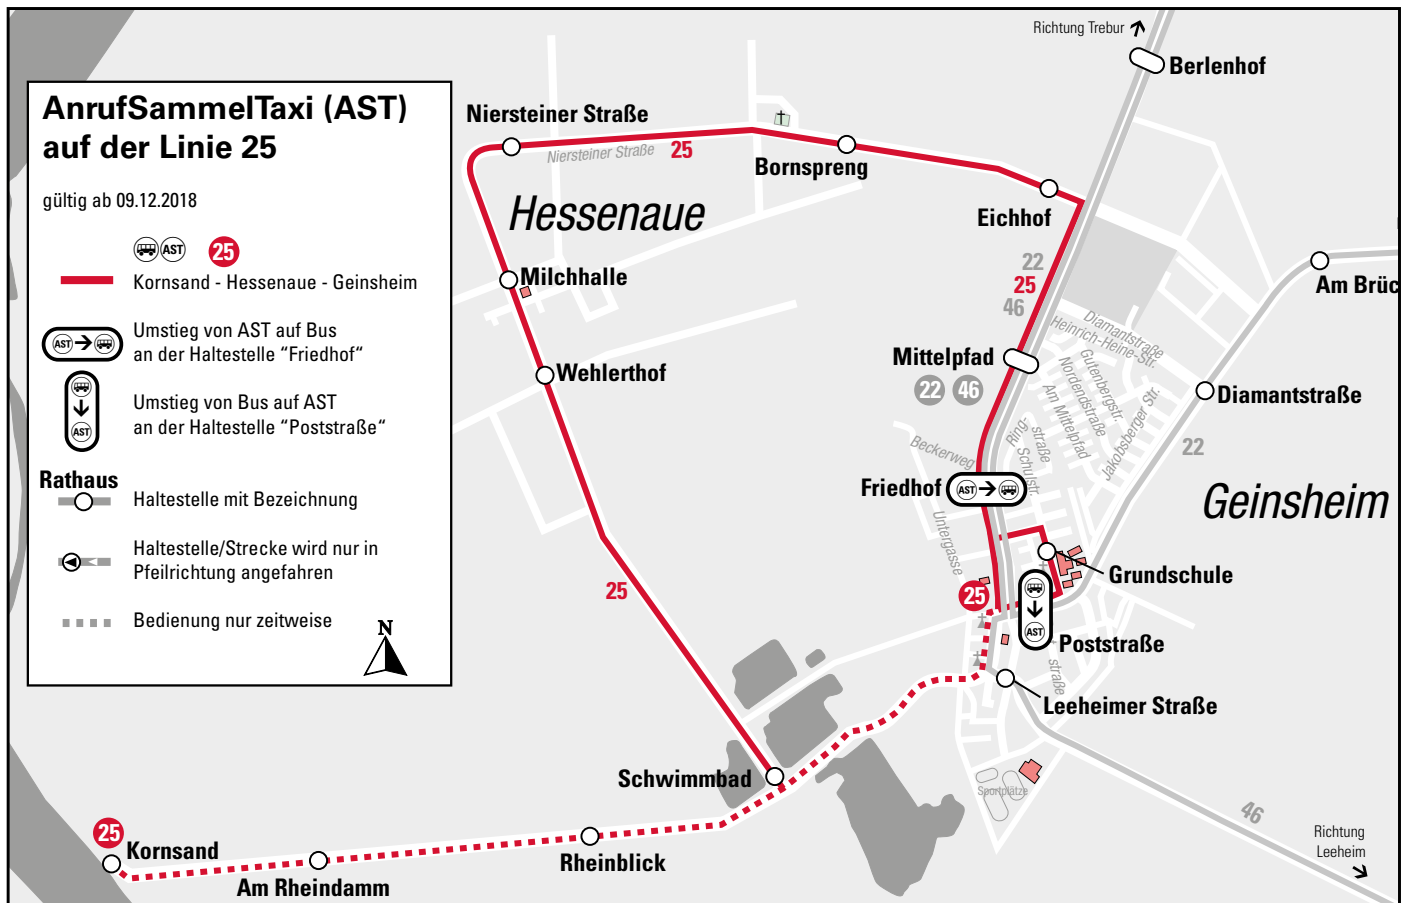 AnrufSammelTaxi (AST)
auf der Linie 25
gültig ab 09.12.2018
AST 25
Kornsand - Hessenaue - Geinsheim
AST
Umstieg von AST auf Bus
an der Haltestelle “Friedhof“
AST
Umstieg von Bus auf AST
an der Haltestelle “Poststraße“
Rathaus
Haltestelle mit Bezeichnung
Haltestelle/Strecke wird nur in
Pfeilrichtung angefahren
Bedienung nur zeitweise
N
Richtung Trebur
Berlenhof
Niersteiner Straße
Niersteiner Straße
25
Bornspreng
Hessenaue
Eichhof
22
25
46
Milchhalle
Am Brüc
Mittelpfad
22 46
Wehlerthof
Diamantstraße
Diamantstraße
Heinrich-Heine-Str.
Gutenbergstr.
Nordendstraße
Am Mittelpfad
Jakobsberger Str.
22
Ring-
straße
Schulstr.
Beckerweg
Friedhof
AST
Geinsheim
Untergasse
Grundschule
25
25
AST
Poststraße
straße
Leeheimer Straße
Schwimmbad
Sportplätze
46
Richtung
Leeheim
25
Kornsand
Am Rheindamm
Rheinblick